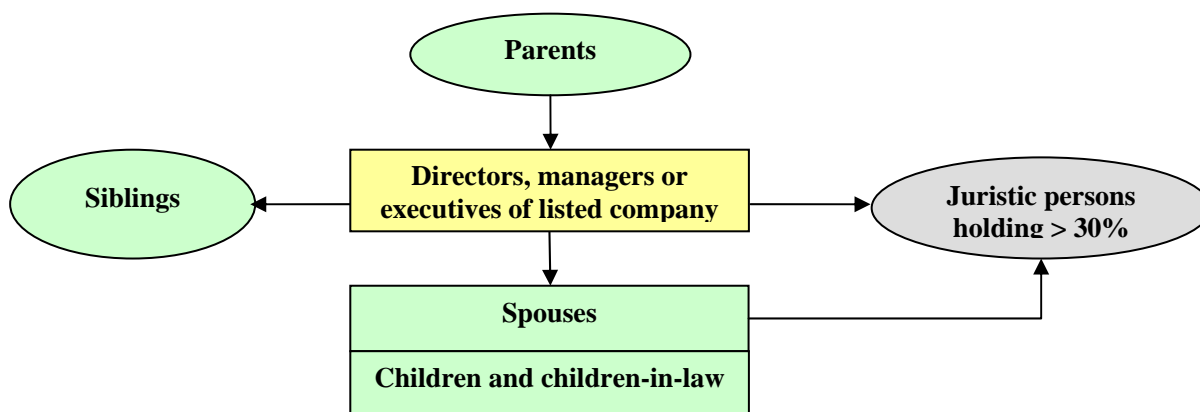 Parents
Siblings
Directors, managers or
executives of listed company
Juristic persons
holding > 30%
Spouses
Children and children-in-law